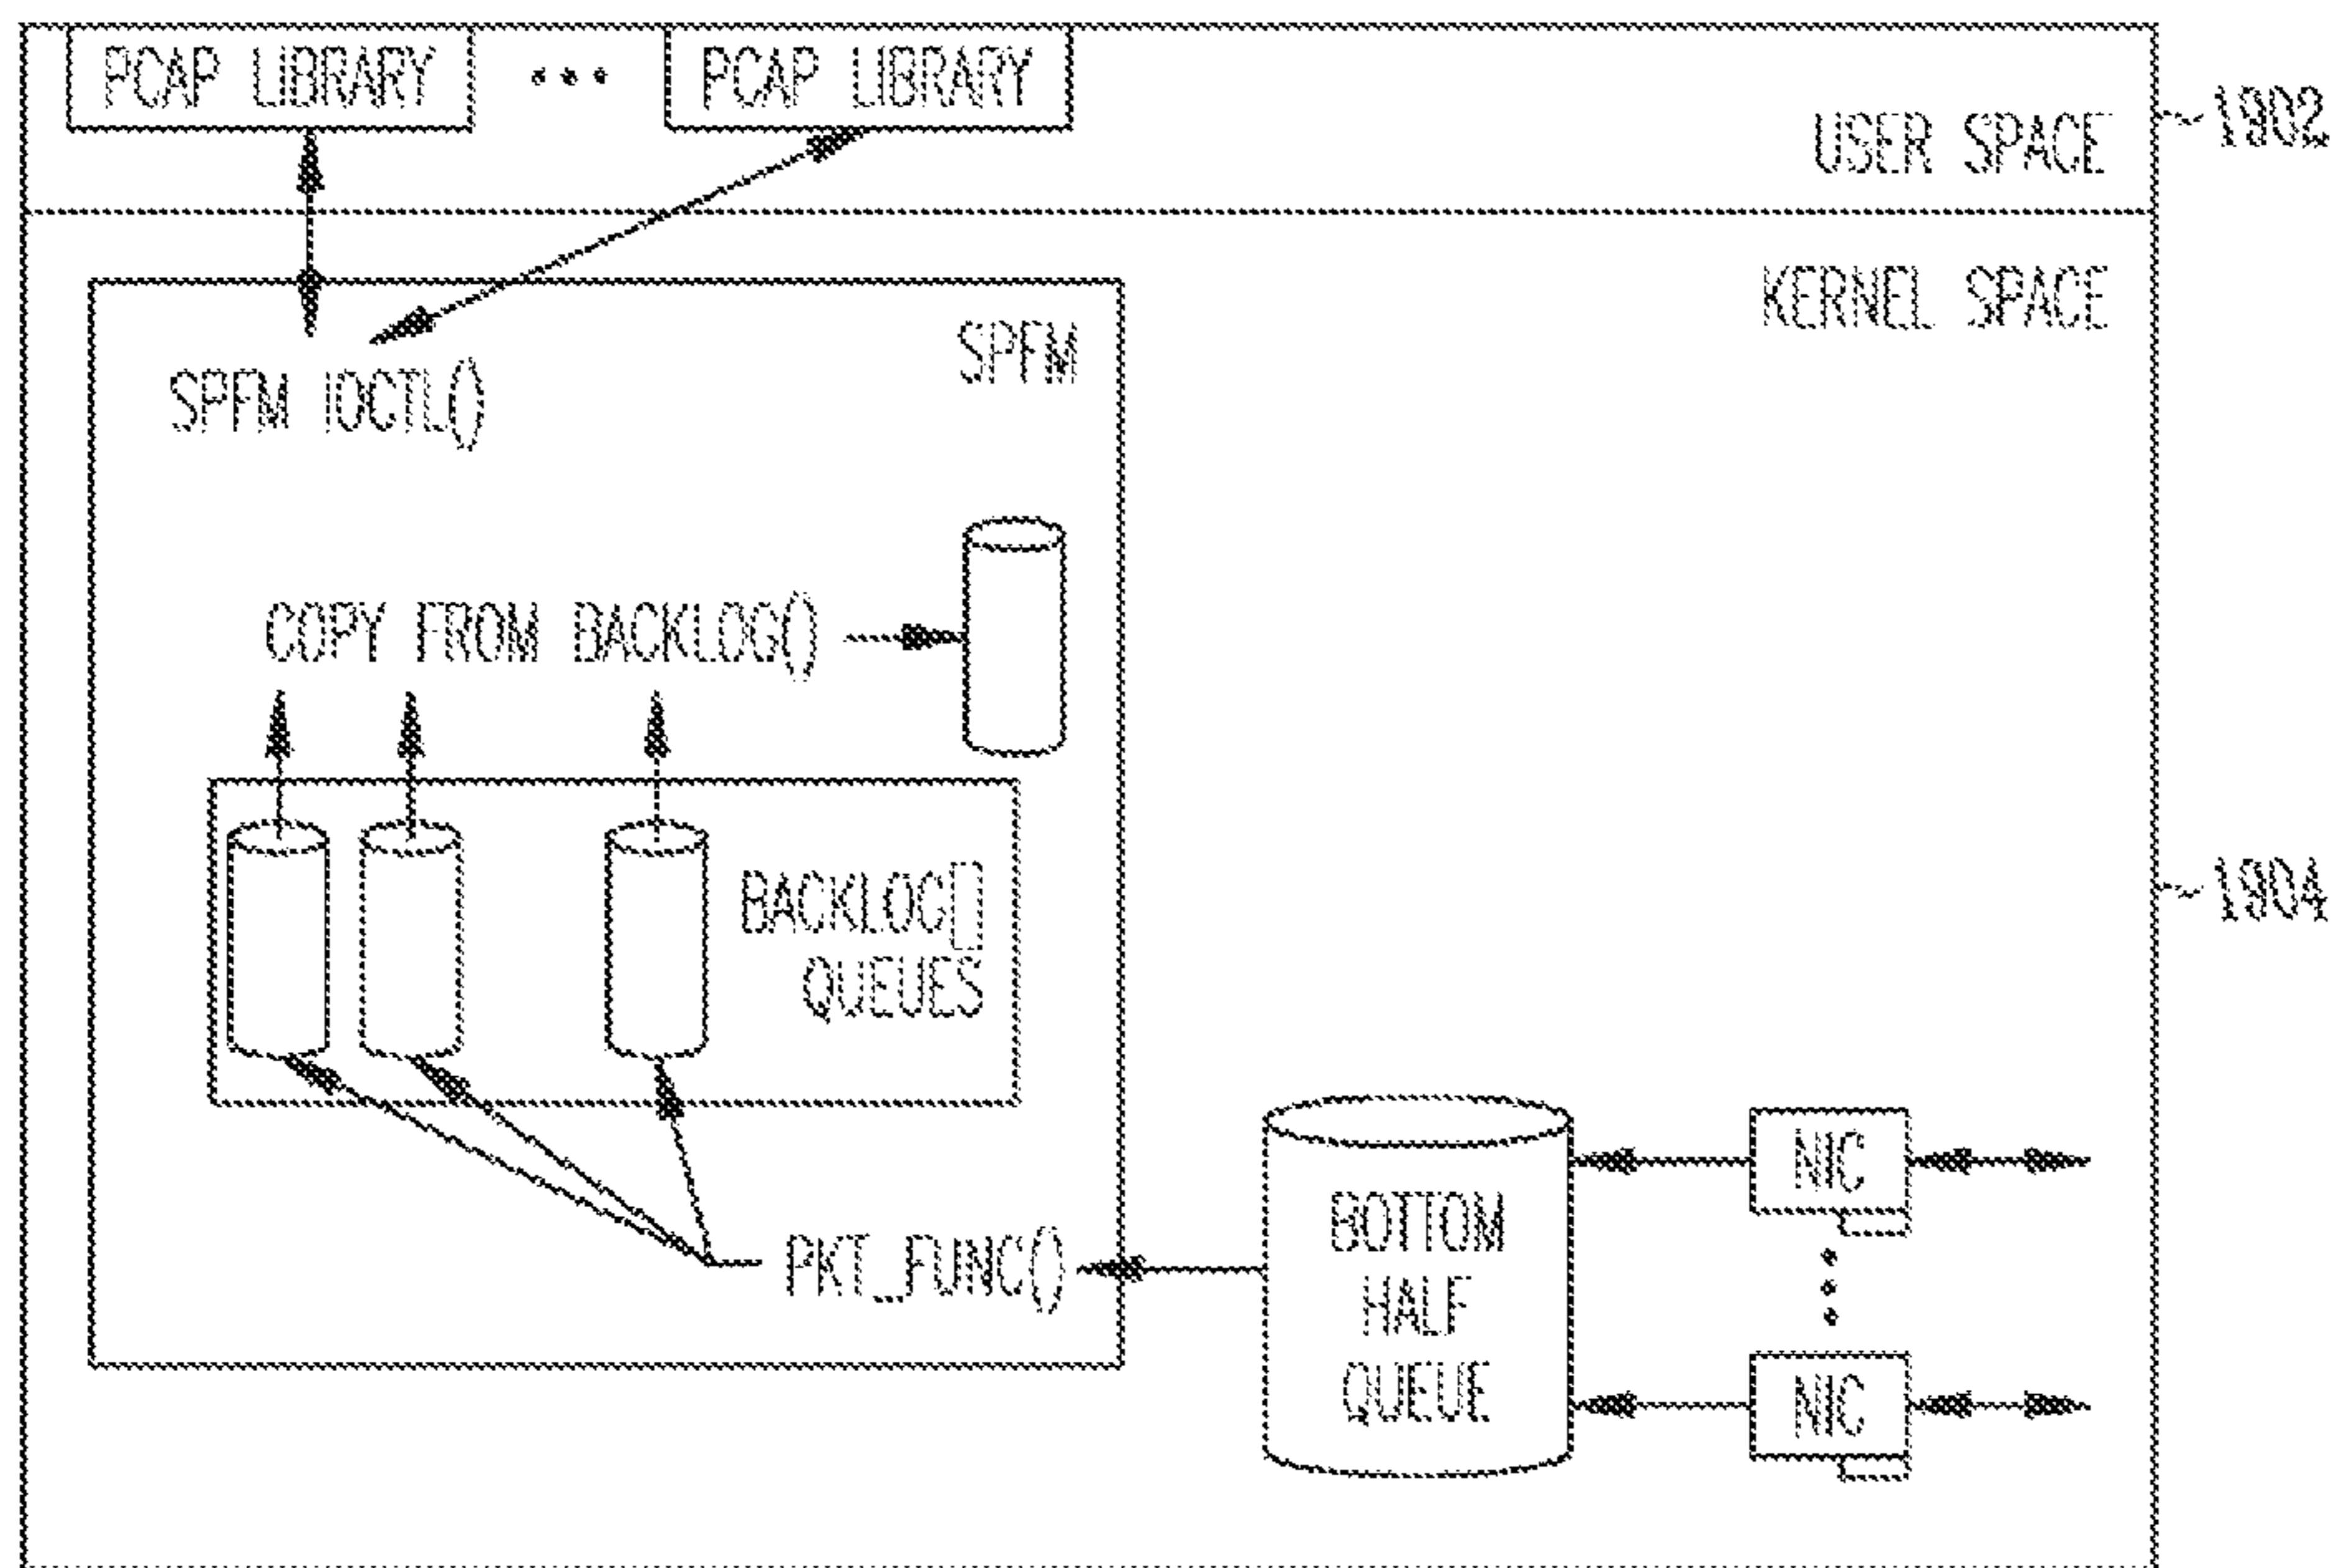 PCAP LIBRARY ... PCAP LIBRARY
USER SPACE
1902
KERNEL SPACE
SPFM
SPFM IOCTL()
COPY FROM BACKLOG()
BACKLOG[]
QUEUES
1904
PKT_FUNC()
BOTTOM
HALF
QUEUE
NIC
NIC